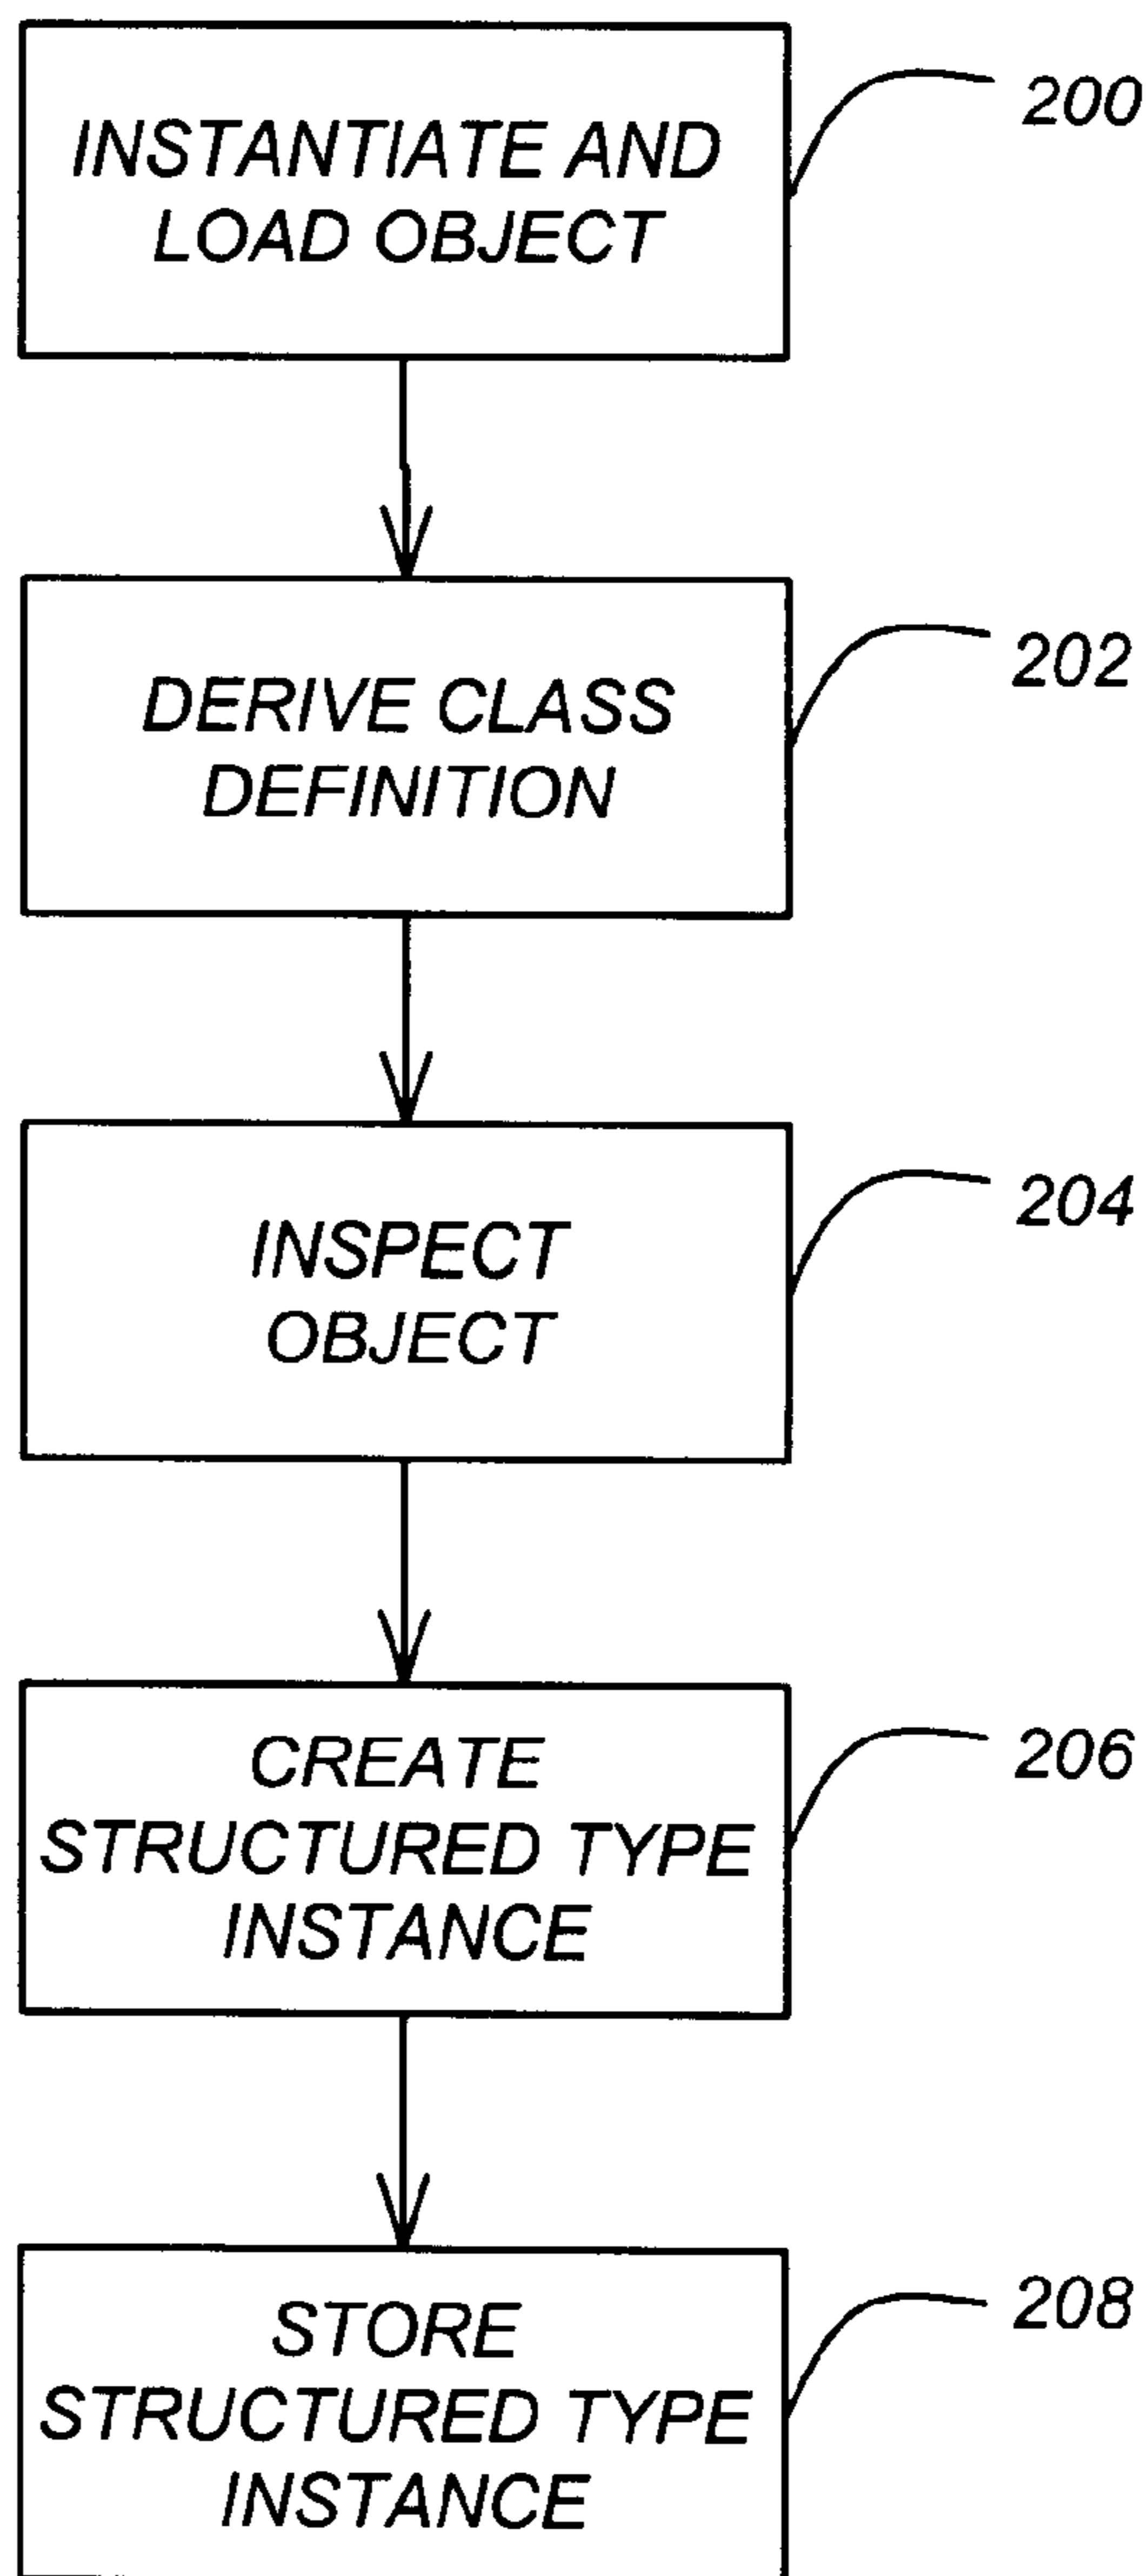 INSTANTIATE AND
LOAD OBJECT
200
DERIVE CLASS
DEFINITION
202
INSPECT
OBJECT
204
CREATE
STRUCTURED TYPE
INSTANCE
206
STORE
STRUCTURED TYPE
INSTANCE
208